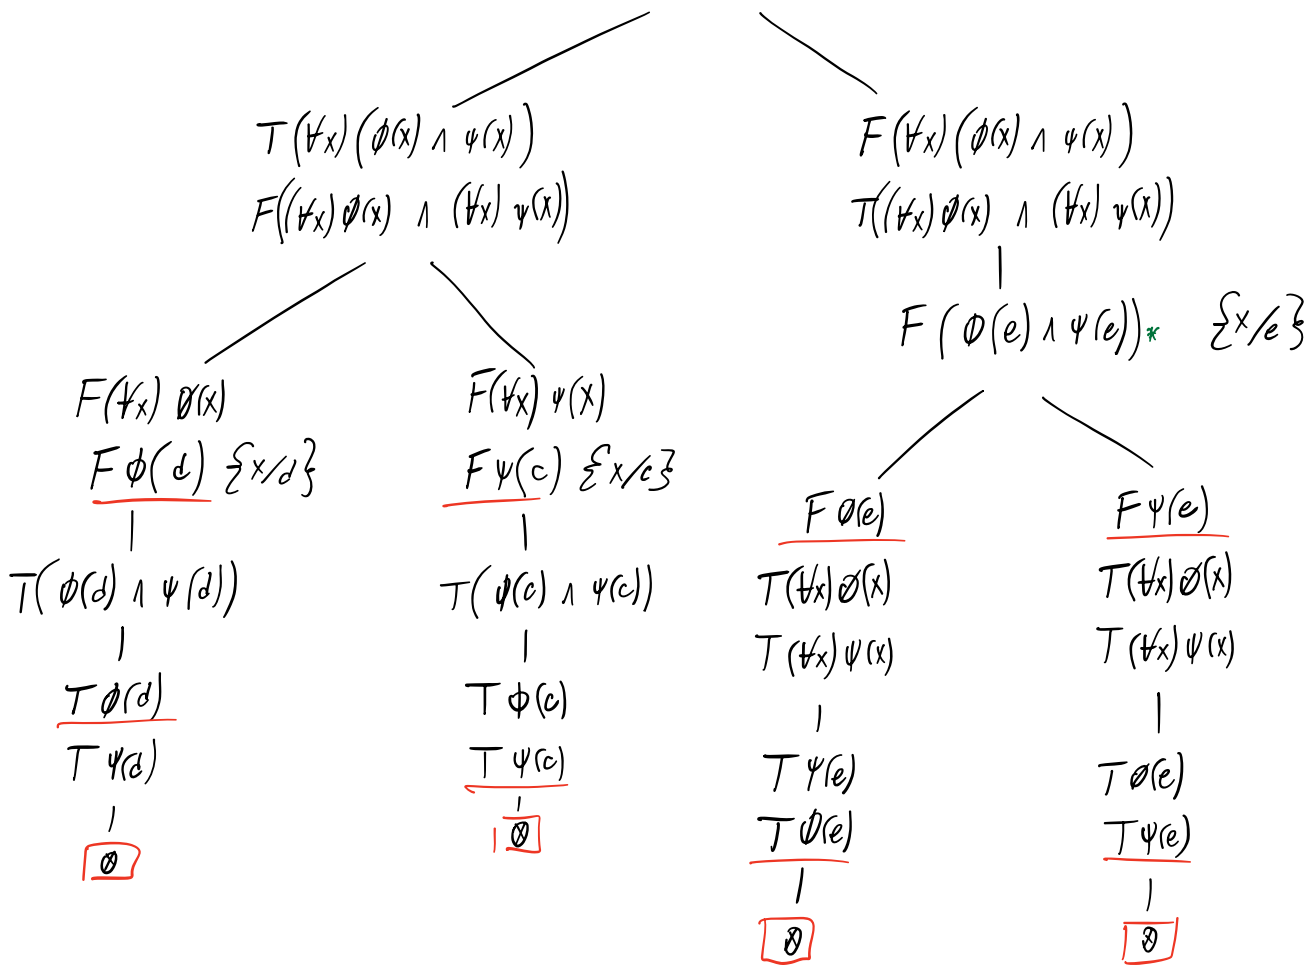 T(∀x)(φ(x) ∧ ψ(x))
F((∀x)φ(x) ∧ (∀x)ψ(x))
F(∀x)φ(x)
Fφ(d) {x/d}
T(φ(d) ∧ ψ(d))
Tφ(d)
Tψ(d)
⊗
F(∀x)ψ(x)
Fψ(c) {x/c}
T(φ(c) ∧ ψ(c))
Tφ(c)
Tψ(c)
⊗
F(∀x)(φ(x) ∧ ψ(x))
T((∀x)φ(x) ∧ (∀x)ψ(x))
F(φ(e) ∧ ψ(e))* {x/e}
Fφ(e)
T(∀x)φ(x)
T(∀x)ψ(x)
Tψ(e)
Tφ(e)
⊗
Fψ(e)
T(∀x)φ(x)
T(∀x)ψ(x)
Tφ(e)
Tψ(e)
⊗